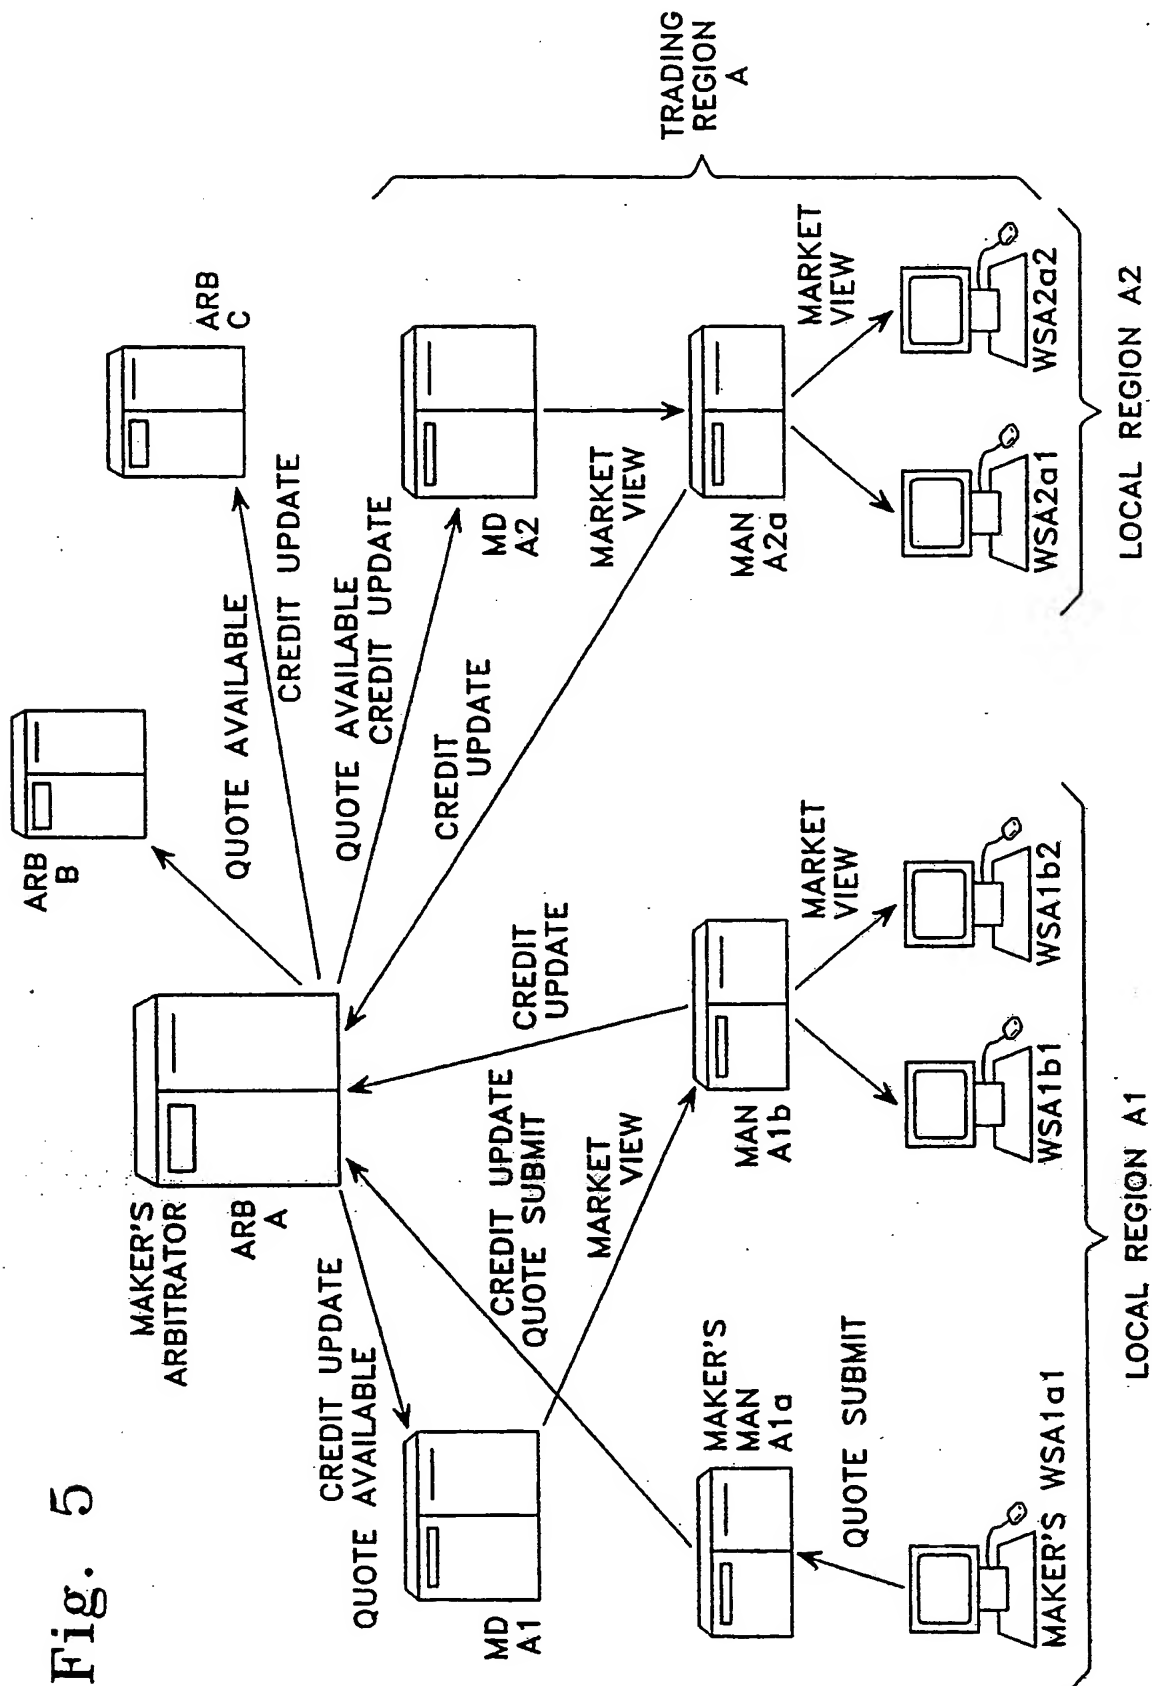 Fig. 5
MAKER'S
ARBITRATOR
ARB
A
ARB
B
ARB
C
QUOTE AVAILABLE
CREDIT UPDATE
QUOTE AVAILABLE
CREDIT UPDATE
CREDIT
UPDATE
CREDIT UPDATE
QUOTE AVAILABLE
MD
A1
CREDIT UPDATE
QUOTE SUBMIT
CREDIT
UPDATE
MARKET
VIEW
MD
A2
MARKET
VIEW
MAKER'S
MAN
A1a
MAN
A1b
MAN
A2a
QUOTE SUBMIT
MARKET
VIEW
MARKET
VIEW
MAKER'S WSA1a1
WSA1b1
WSA1b2
WSA2a1
WSA2a2
LOCAL REGION A1
LOCAL REGION A2
TRADING
REGION
A